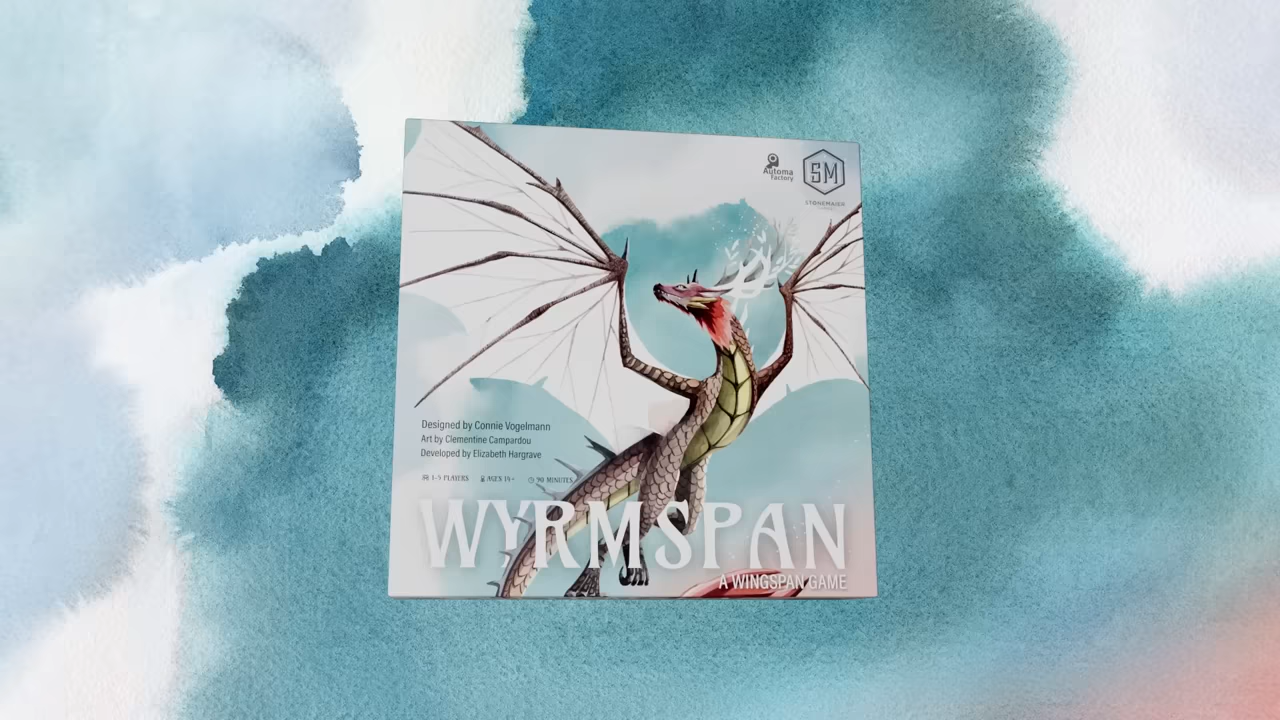 Automa
Factory
SM
STONEMAIER
Designed by Connie Vogelmann
Art by Clementine Campardou
Developed by Elizabeth Hargrave
1-5 PLAYERS AGES 14+ 90 MINUTES
WYRMSPAN
A WINGSPAN GAME